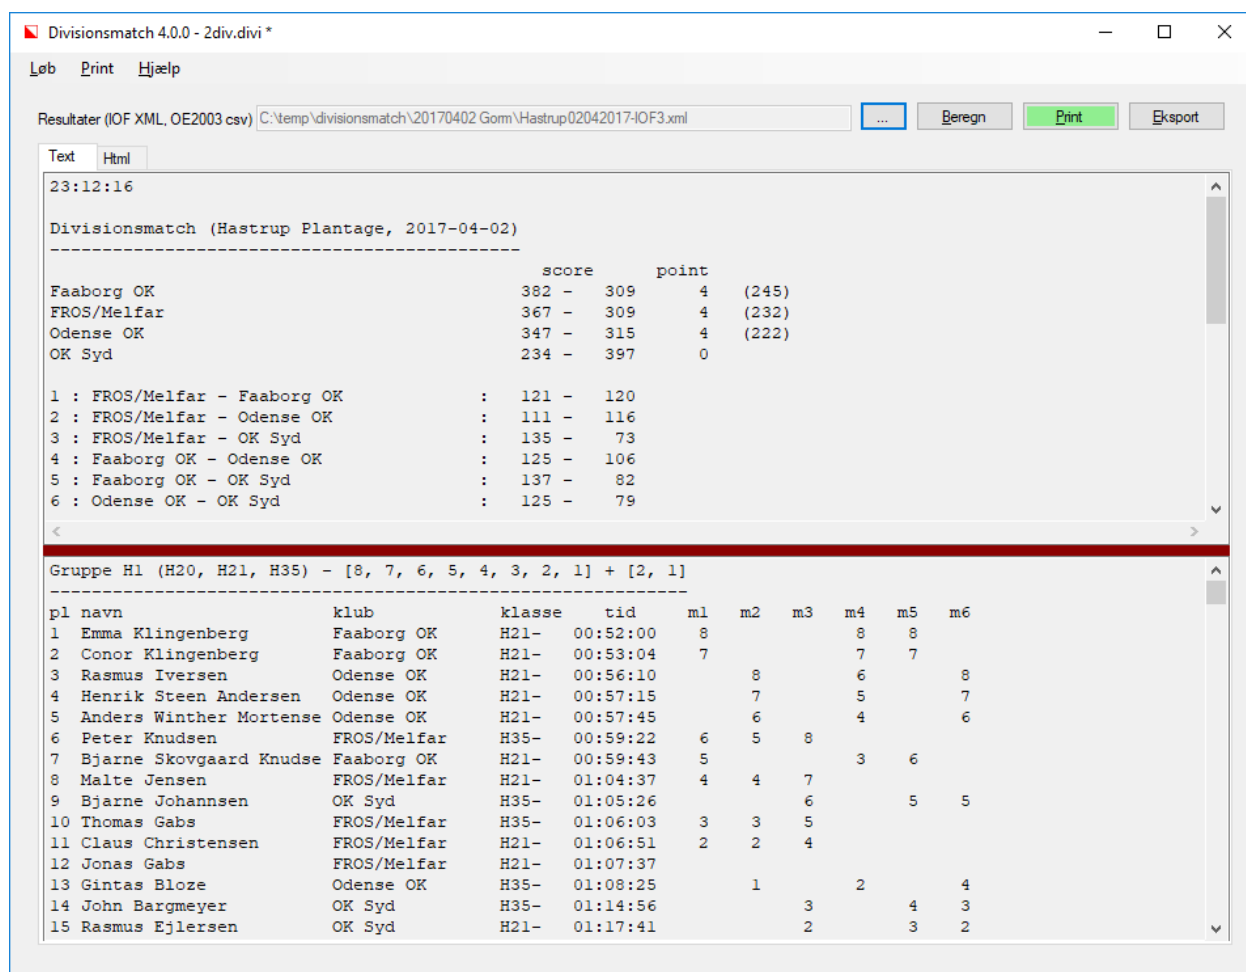 Divisionsmatch 4.0.0 - 2div.divi *
Løb Print Hjælp
Resultater (IOF XML, OE2003 csv) C:\temp\divisionsmatch\20170402 Gorm\Hastrup02042017-IOF3.xml ... Beregn Print Eksport
Text Html
23:12:16
Divisionsmatch (Hastrup Plantage, 2017-04-02)
---------------------------------------------
score point
Faaborg OK 382 - 309 4 (245)
FROS/Melfar 367 - 309 4 (232)
Odense OK 347 - 315 4 (222)
OK Syd 234 - 397 0
1 : FROS/Melfar - Faaborg OK : 121 - 120
2 : FROS/Melfar - Odense OK : 111 - 116
3 : FROS/Melfar - OK Syd : 135 - 73
4 : Faaborg OK - Odense OK : 125 - 106
5 : Faaborg OK - OK Syd : 137 - 82
6 : Odense OK - OK Syd : 125 - 79
Gruppe H1 (H20, H21, H35) - [8, 7, 6, 5, 4, 3, 2, 1] + [2, 1]
-------------------------------------------------------------
pl navn klub klasse tid m1 m2 m3 m4 m5 m6
1 Emma Klingenberg Faaborg OK H21- 00:52:00 8 8 8
2 Conor Klingenberg Faaborg OK H21- 00:53:04 7 7 7
3 Rasmus Iversen Odense OK H21- 00:56:10 8 6 8
4 Henrik Steen Andersen Odense OK H21- 00:57:15 7 5 7
5 Anders Winther Mortense Odense OK H21- 00:57:45 6 4 6
6 Peter Knudsen FROS/Melfar H35- 00:59:22 6 5 8
7 Bjarne Skovgaard Knudse Faaborg OK H21- 00:59:43 5 3 6
8 Malte Jensen FROS/Melfar H21- 01:04:37 4 4 7
9 Bjarne Johannsen OK Syd H35- 01:05:26 6 5 5
10 Thomas Gabs FROS/Melfar H35- 01:06:03 3 3 5
11 Claus Christensen FROS/Melfar H21- 01:06:51 2 2 4
12 Jonas Gabs FROS/Melfar H21- 01:07:37
13 Gintas Bloze Odense OK H35- 01:08:25 1 2 4
14 John Bargmeyer OK Syd H35- 01:14:56 3 4 3
15 Rasmus Ejlersen OK Syd H21- 01:17:41 2 3 2